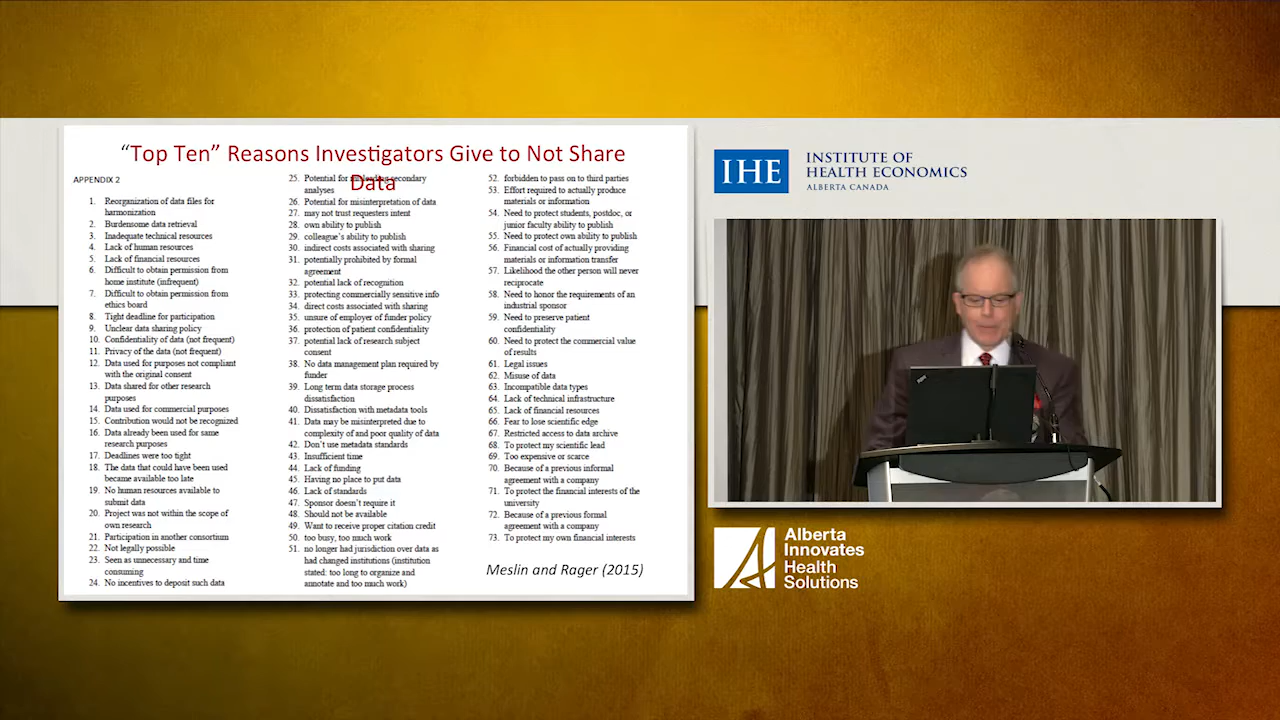 “Top Ten” Reasons Investigators Give to Not Share
Data
APPENDIX 2
1. Reorganization of data files for
harmonization
2. Burdensome data retrieval
3. Inadequate technical resources
4. Lack of human resources
5. Lack of financial resources
6. Difficult to obtain permission from
home institute (infrequent)
7. Difficult to obtain permission from
ethics board
8. Tight deadline for participation
9. Unclear data sharing policy
10. Confidentiality of data (not frequent)
11. Privacy of the data (not frequent)
12. Data used for purposes not compliant
with the original consent
13. Data shared for other research
purposes
14. Data used for commercial purposes
15. Contribution would not be recognized
16. Data already been used for same
research purposes
17. Deadlines were too tight
18. The data that could have been used
became available too late
19. No human resources available to
submit data
20. Project was not within the scope of
own research
21. Participation in another consortium
22. Not legally possible
23. Seen as unnecessary and time
consuming
24. No incentives to deposit such data
25. Potential for misleading secondary
analyses
26. Potential for misinterpretation of data
27. may not trust requesters intent
28. own ability to publish
29. colleague’s ability to publish
30. indirect costs associated with sharing
31. potentially prohibited by formal
agreement
32. potential lack of recognition
33. protecting commercially sensitive info
34. direct costs associated with sharing
35. unsure of employer of funder policy
36. protection of patient confidentiality
37. potential lack of research subject
consent
38. No data management plan required by
funder
39. Long term data storage process
dissatisfaction
40. Dissatisfaction with metadata tools
41. Data may be misinterpreted due to
complexity of and poor quality of data
42. Don’t use metadata standards
43. Insufficient time
44. Lack of funding
45. Having no place to put data
46. Lack of standards
47. Sponsor doesn’t require it
48. Should not be available
49. Want to receive proper citation credit
50. too busy, too much work
51. no longer had jurisdiction over data as
had changed institutions (institution
stated: too long to organize and
annotate and too much work)
52. forbidden to pass on to third parties
53. Effort required to actually produce
materials or information
54. Need to protect students, postdoc, or
junior faculty ability to publish
55. Need to protect own ability to publish
56. Financial cost of actually providing
materials or information transfer
57. Likelihood the other person will never
reciprocate
58. Need to honor the requirements of an
industrial sponsor
59. Need to preserve patient
confidentiality
60. Need to protect the commercial value
of results
61. Legal issues
62. Misuse of data
63. Incompatible data types
64. Lack of technical infrastructure
65. Lack of financial resources
66. Fear to lose scientific edge
67. Restricted access to data archive
68. To protect my scientific lead
69. Too expensive or scarce
70. Because of a previous informal
agreement with a company
71. To protect the financial interests of the
university
72. Because of a previous formal
agreement with a company
73. To protect my own financial interests
Meslin and Rager (2015)
IHE
INSTITUTE OF
HEALTH ECONOMICS
ALBERTA CANADA
Alberta
Innovates
Health
Solutions